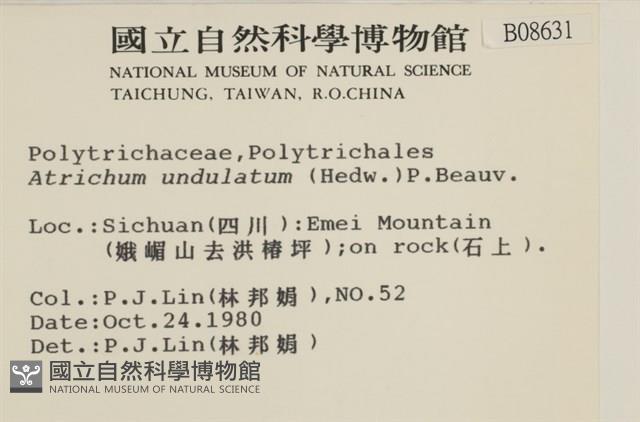 國立自然科學博物館
B08631
NATIONAL MUSEUM OF NATURAL SCIENCE
TAICHUNG, TAIWAN, R.O.CHINA
Polytrichaceae,Polytrichales
Atrichum undulatum (Hedw.)P.Beauv.
Loc.:Sichuan(四川):Emei Mountain
(娥嵋山去洪椿坪);on rock(石上).
Col.:P.J.Lin(林邦娟),NO.52
Date:Oct.24.1980
Det.:P.J.Lin(林邦娟)
國立自然科學博物館
NATIONAL MUSEUM OF NATURAL SCIENCE